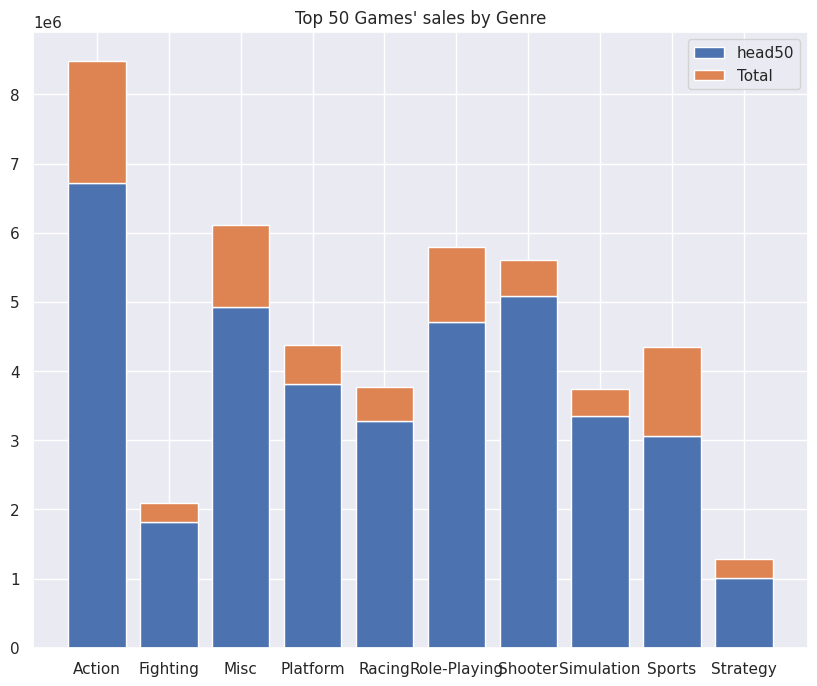 Top 50 Games' sales by Genre
1e6
head50
Total
8
7
6
5
4
3
2
1
0
Action Fighting Misc Platform Racing Role-Playing Shooter Simulation Sports Strategy